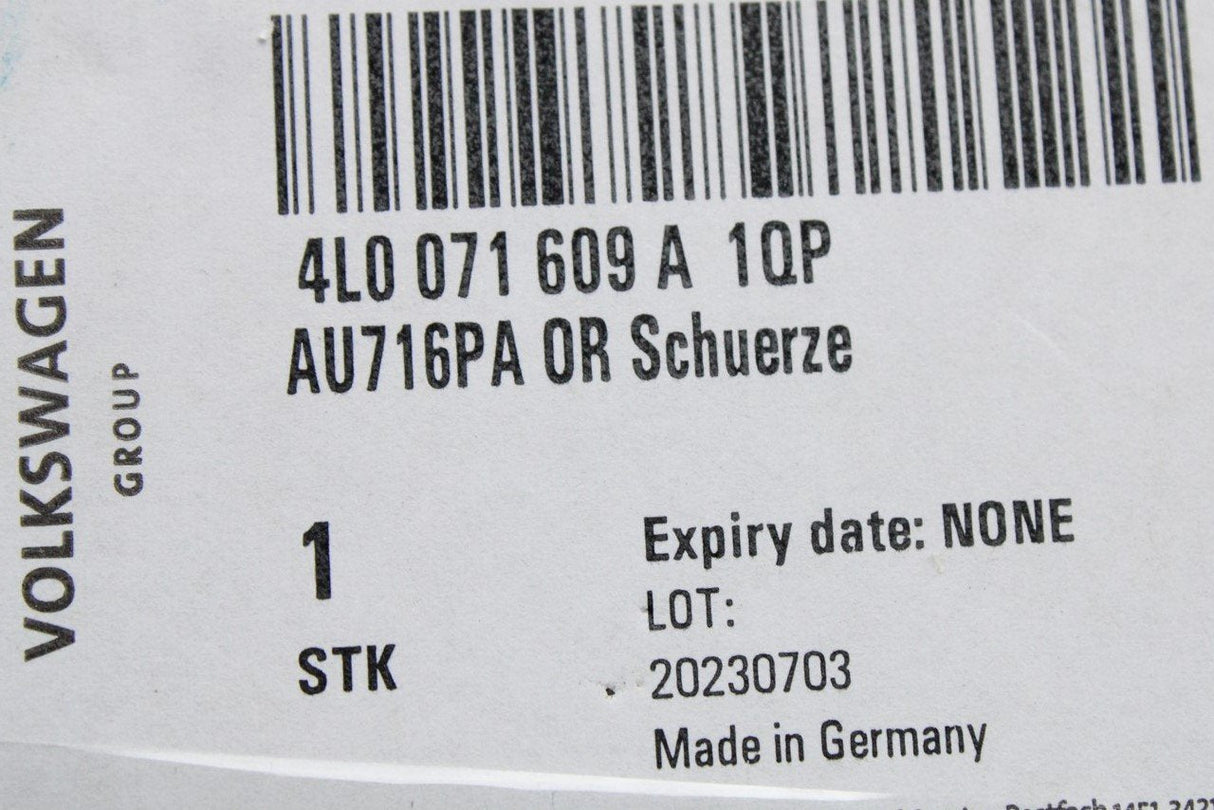 VOLKSWAGEN
GROUP
4L0 071 609 A 1QP
AU716PA OR Schuerze
1
STK
Expiry date: NONE
LOT:
20230703
Made in Germany